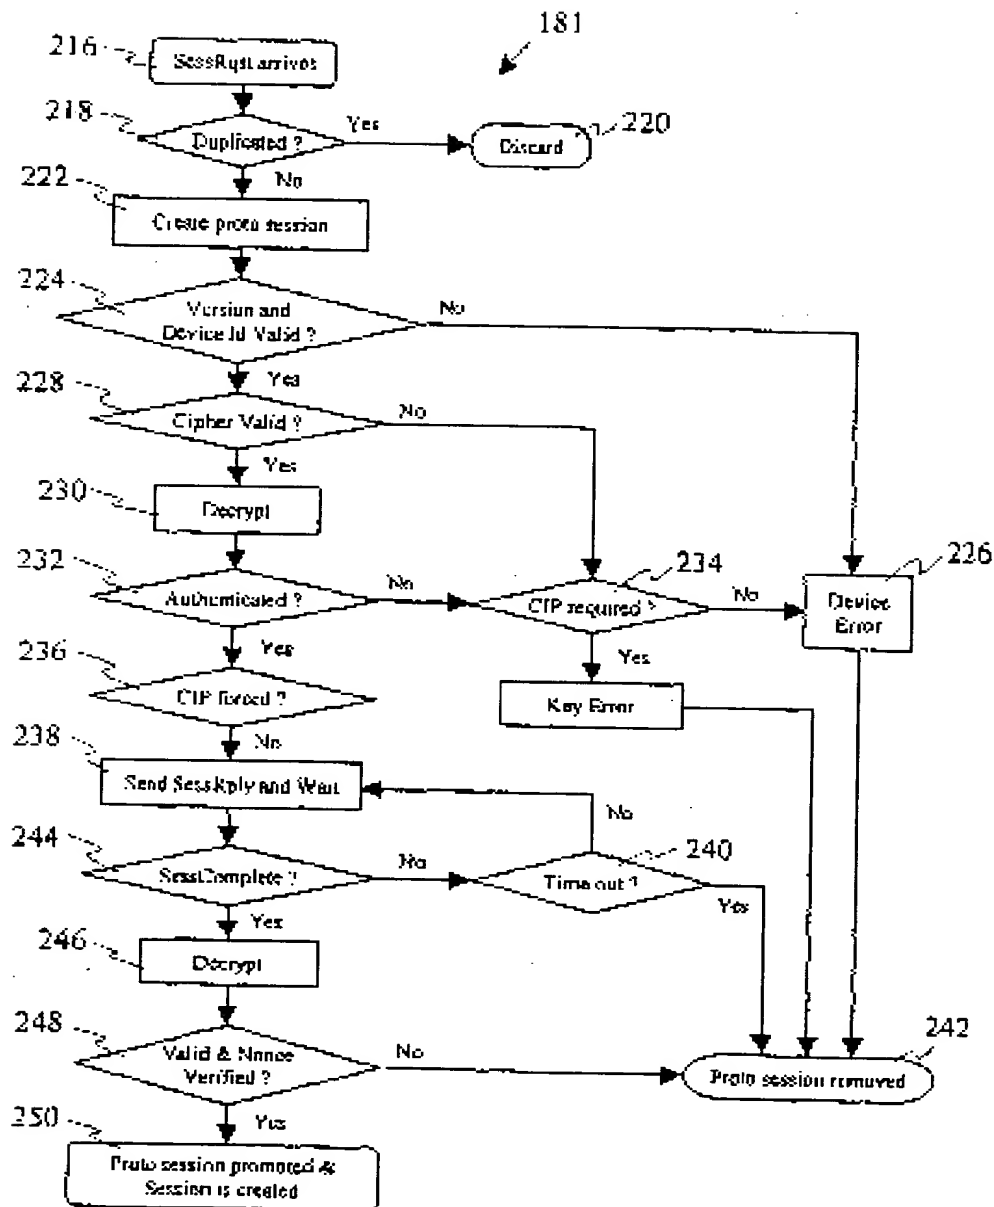 181
216
SessRqst arrives
218
Duplicated ?
Yes
220
Discard
No
222
Create proto session
224
Version and
Device Id Valid ?
No
Yes
228
Cipher Valid ?
No
Yes
230
Decrypt
232
Authenticated ?
No
234
CIP required ?
No
226
Device
Error
Yes
236
CIP forced ?
Yes
Key Error
No
238
Send SessRply and Wait
No
244
SessComplete ?
No
240
Time out ?
Yes
Yes
246
Decrypt
248
Valid & Nonce
Verified ?
No
242
Proto session removed
Yes
250
Proto session promoted &
Session is created